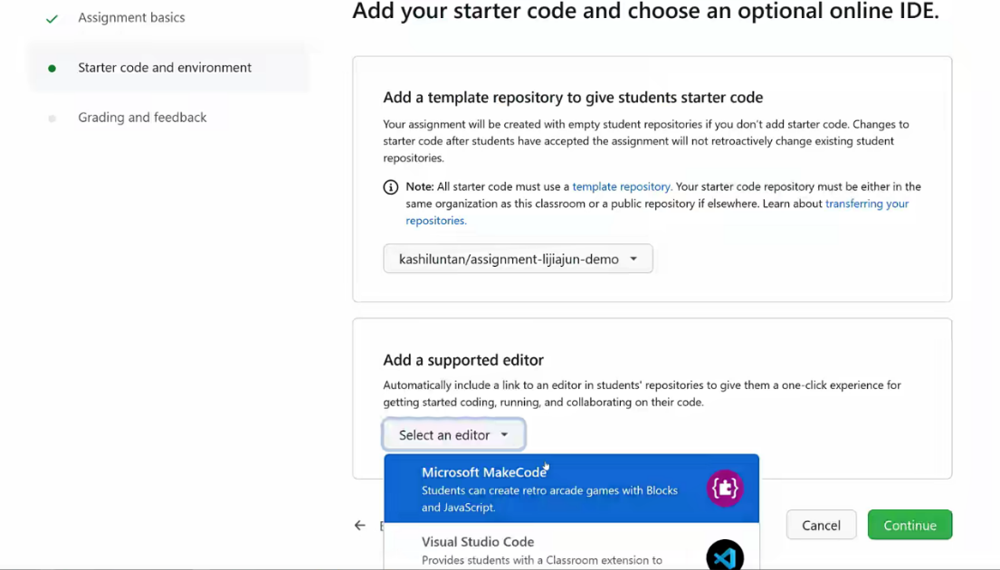 Assignment basics
Add your starter code and choose an optional online IDE.
Starter code and environment
Grading and feedback
Add a template repository to give students starter code
Your assignment will be created with empty student repositories if you don't add starter code. Changes to
starter code after students have accepted the assignment will not retroactively change existing student
repositories.
Note: All starter code must use a template repository. Your starter code repository must be either in the
same organization as this classroom or a public repository if elsewhere. Learn about transferring your
repositories.
kashiluntan/assignment-lijiajun-demo
Add a supported editor
Automatically include a link to an editor in students' repositories to give them a one-click experience for
getting started coding, running, and collaborating on their code.
Select an editor
Microsoft MakeCode
Students can create retro arcade games with Blocks
and JavaScript.
Cancel
Continue
Visual Studio Code
Provides students with a Classroom extension to